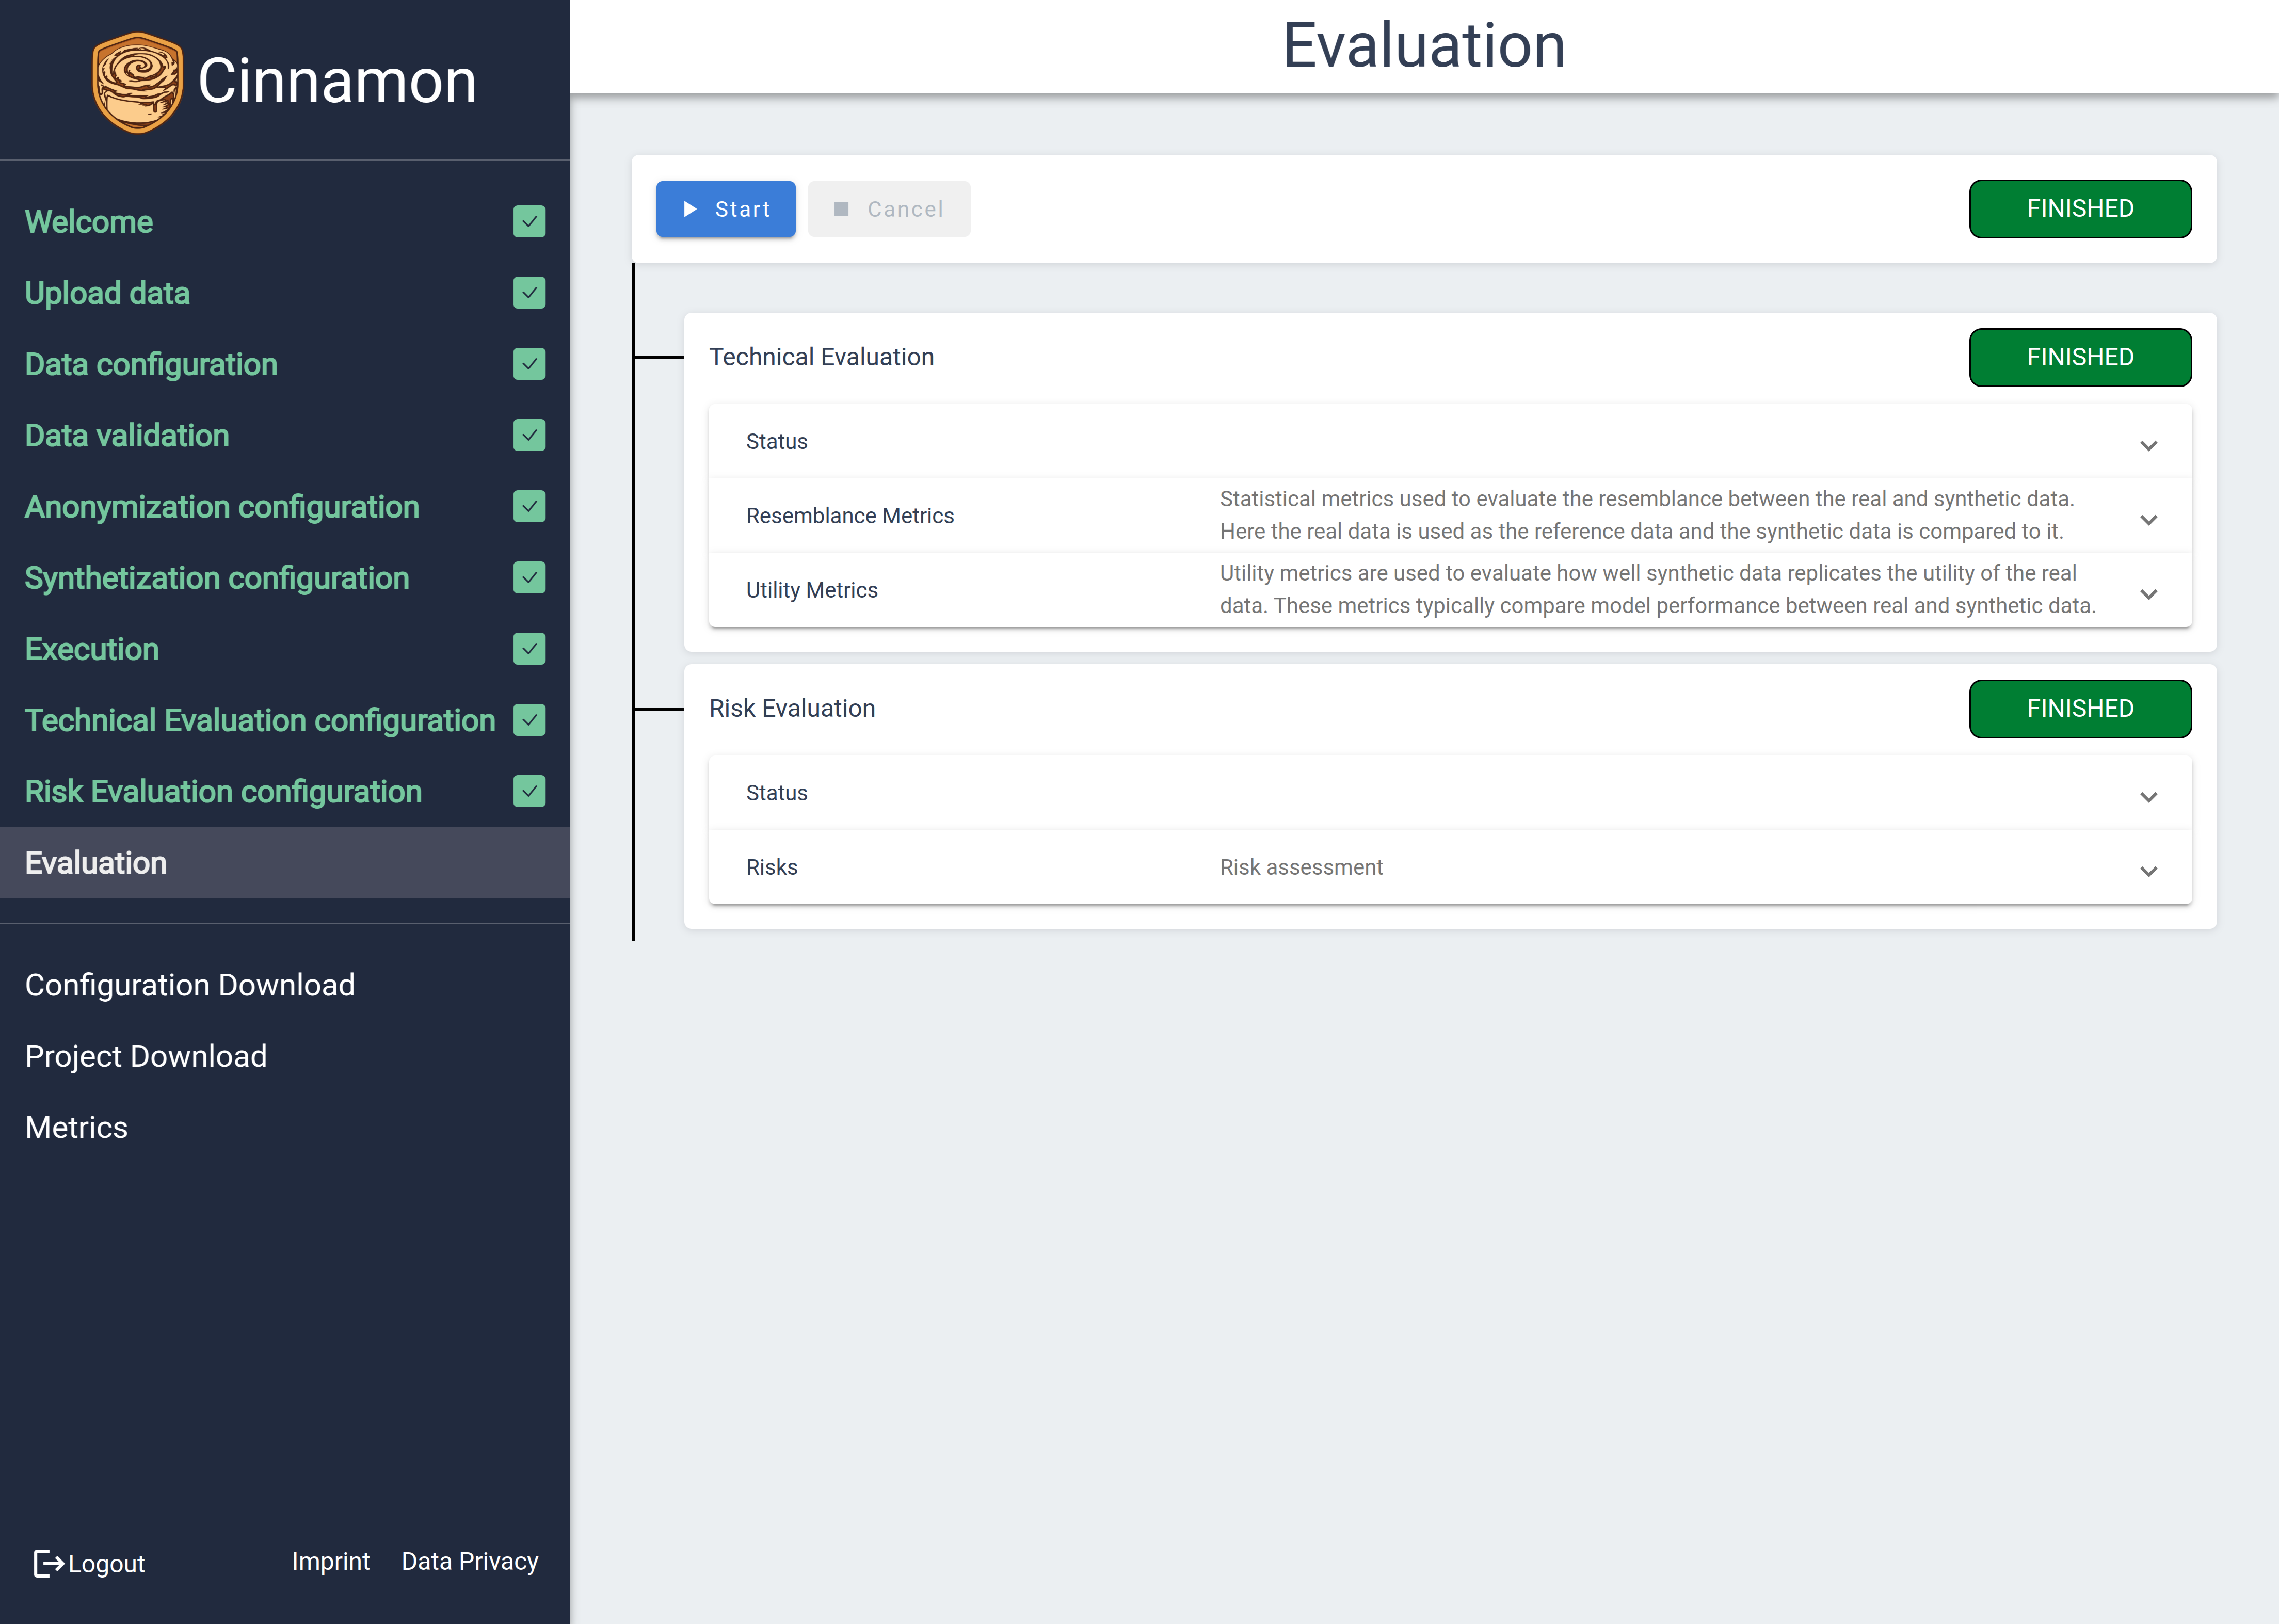 Cinnamon
Welcome
Upload data
Data configuration
Data validation
Anonymization configuration
Synthetization configuration
Execution
Technical Evaluation configuration
Risk Evaluation configuration
Evaluation
Configuration Download
Project Download
Metrics
Logout
Imprint
Data Privacy
Evaluation
Start
Cancel
FINISHED
Technical Evaluation
FINISHED
Status
Resemblance Metrics
Statistical metrics used to evaluate the resemblance between the real and synthetic data.
Here the real data is used as the reference data and the synthetic data is compared to it.
Utility Metrics
Utility metrics are used to evaluate how well synthetic data replicates the utility of the real
data. These metrics typically compare model performance between real and synthetic data.
Risk Evaluation
FINISHED
Status
Risks
Risk assessment